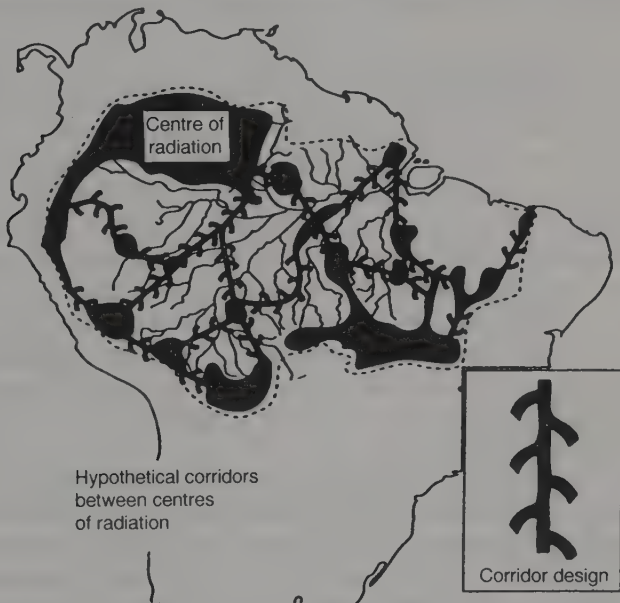 Centre of
radiation
Hypothetical corridors
between centres
of radiation
Corridor design